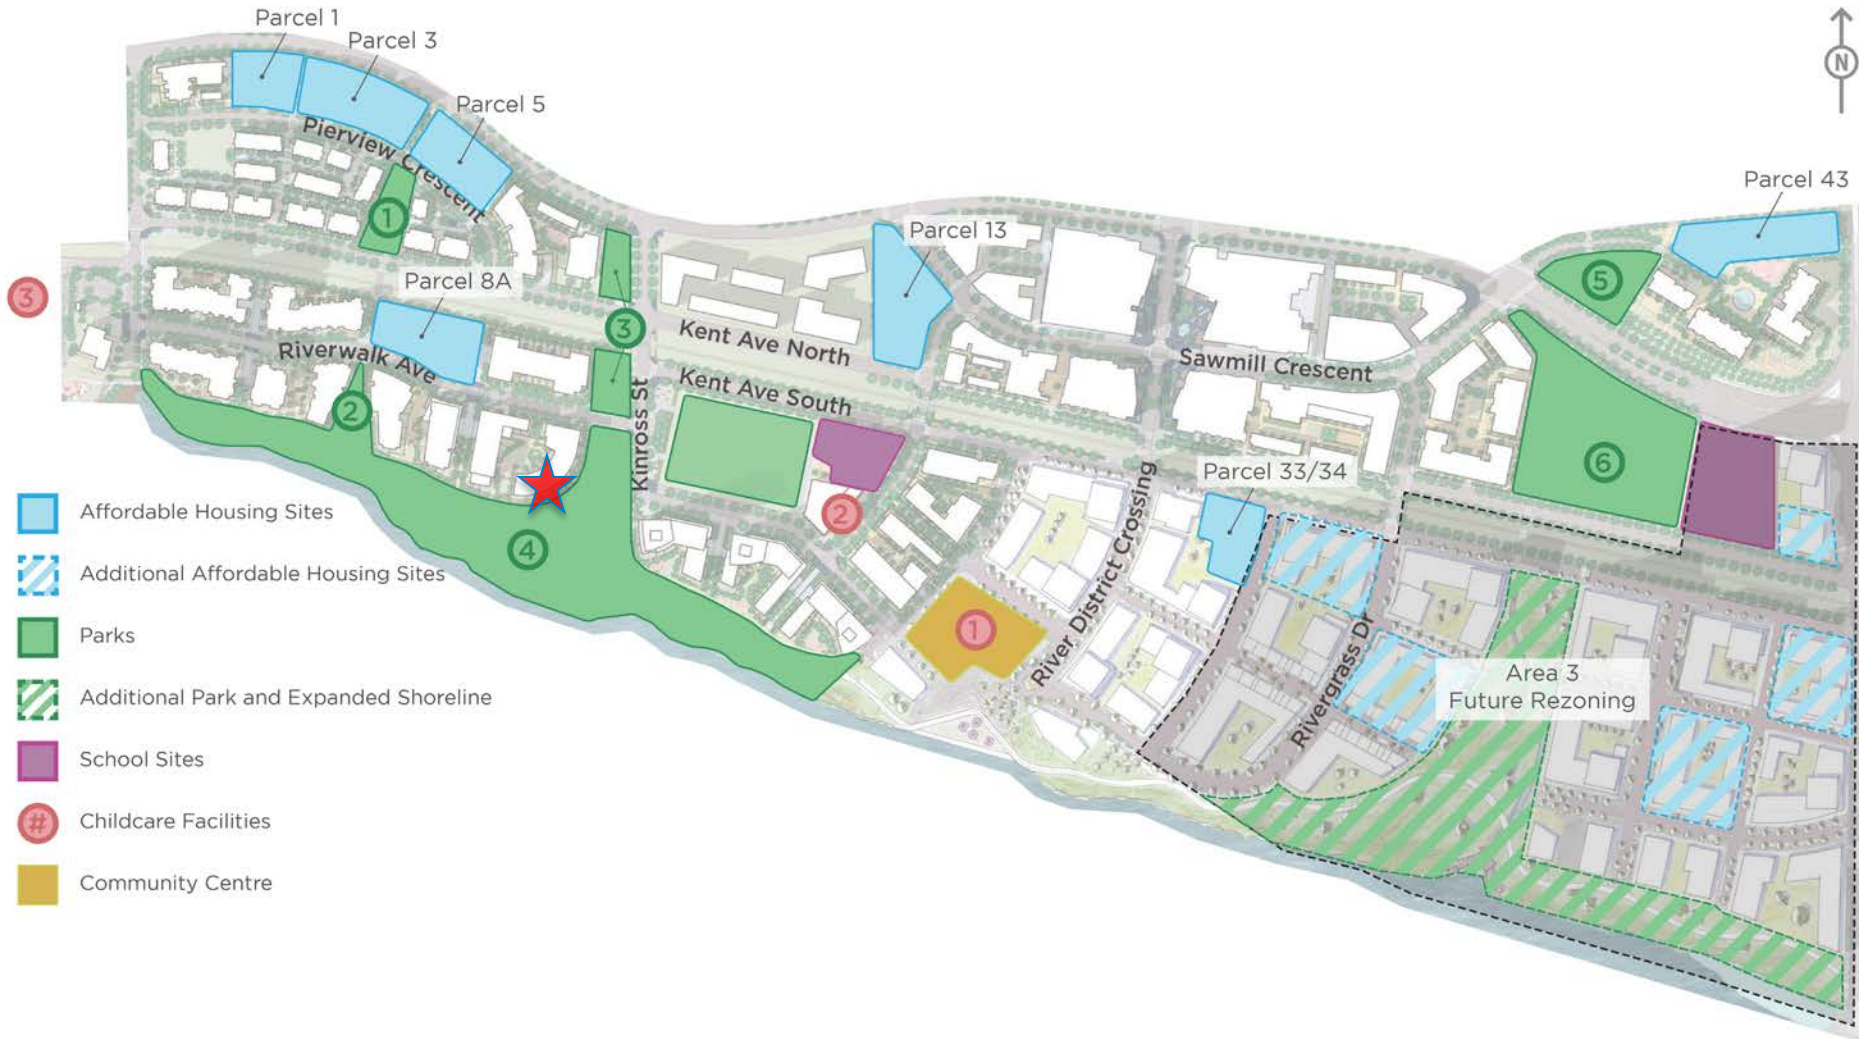 Parcel 1
Parcel 3
N
Parcel 5
Pierview Crescent
Parcel 43
1
Parcel 13
Parcel 8A
5
3
3
Kent Ave North
Riverwalk Ave
Sawmill Crescent
Kent Ave South
2
Kinross St
6
Parcel 33/34
2
4
River District Crossing
1
Rivergrass Dr
Area 3
Future Rezoning
Affordable Housing Sites
Additional Affordable Housing Sites
Parks
Additional Park and Expanded Shoreline
School Sites
# Childcare Facilities
Community Centre